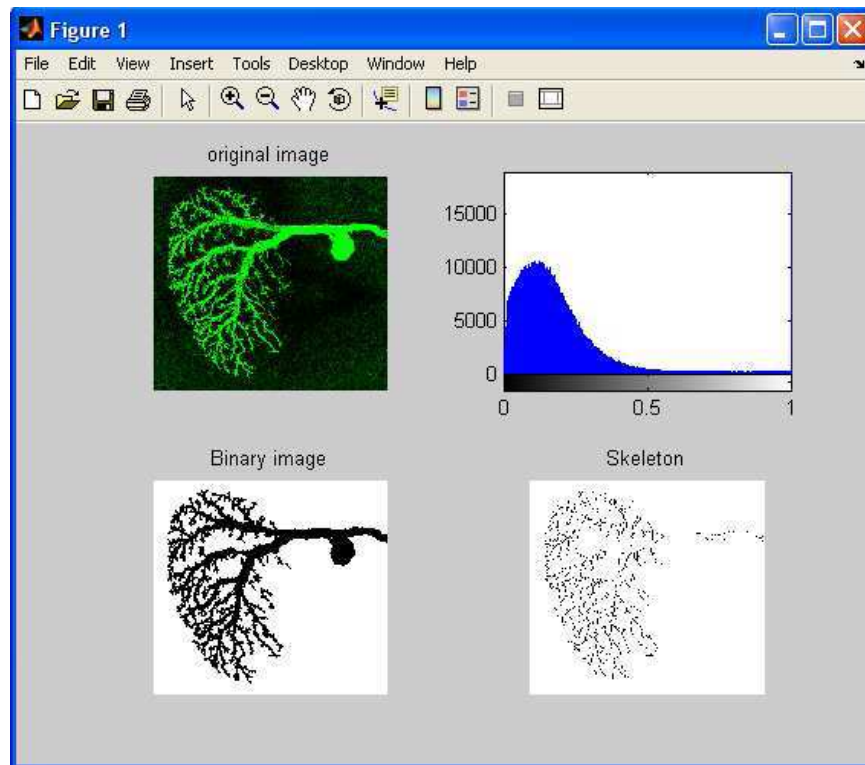 Figure 1
File Edit View Insert Tools Desktop Window Help
original image
15000
10000
5000
0
0 0.5 1
Binary image Skeleton